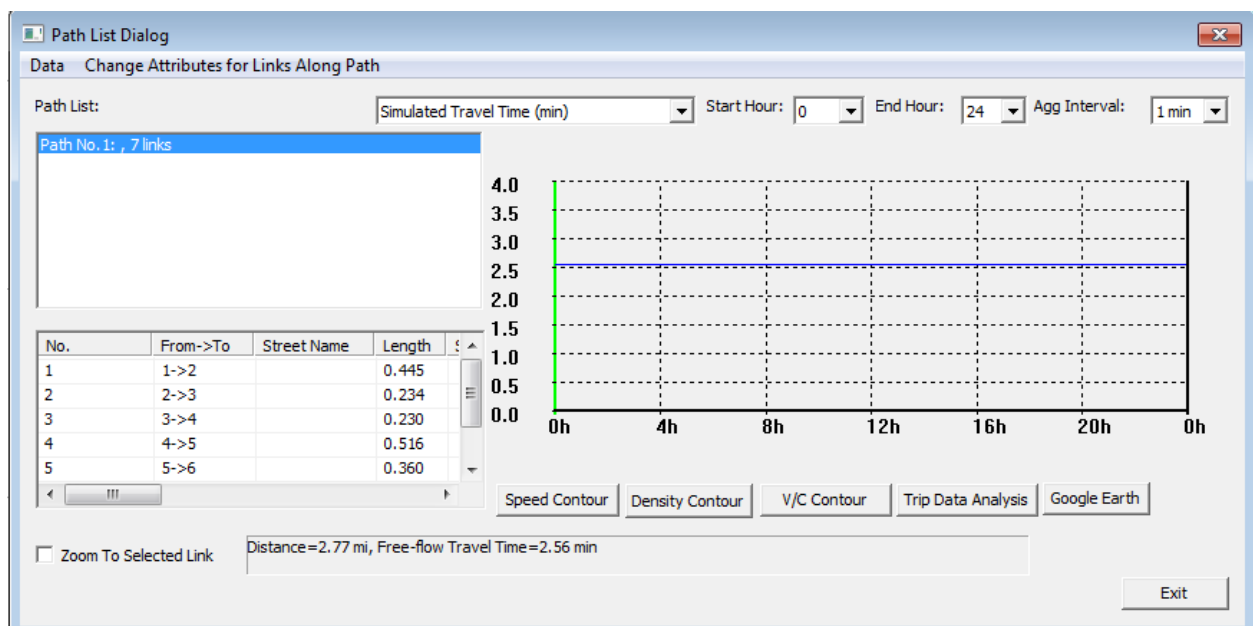 Path List Dialog
Data Change Attributes for Links Along Path
Path List:
Simulated Travel Time (min)
Start Hour: 0
End Hour: 24
Agg Interval: 1 min
Path No. 1: , 7 links
4.0
3.5
3.0
2.5
2.0
1.5
1.0
0.5
0.0
0h 4h 8h 12h 16h 20h 0h
No. From->To Street Name Length
1 1->2 0.445
2 2->3 0.234
3 3->4 0.230
4 4->5 0.516
5 5->6 0.360
Speed Contour
Density Contour
V/C Contour
Trip Data Analysis
Google Earth
Zoom To Selected Link
Distance=2.77 mi, Free-flow Travel Time=2.56 min
Exit